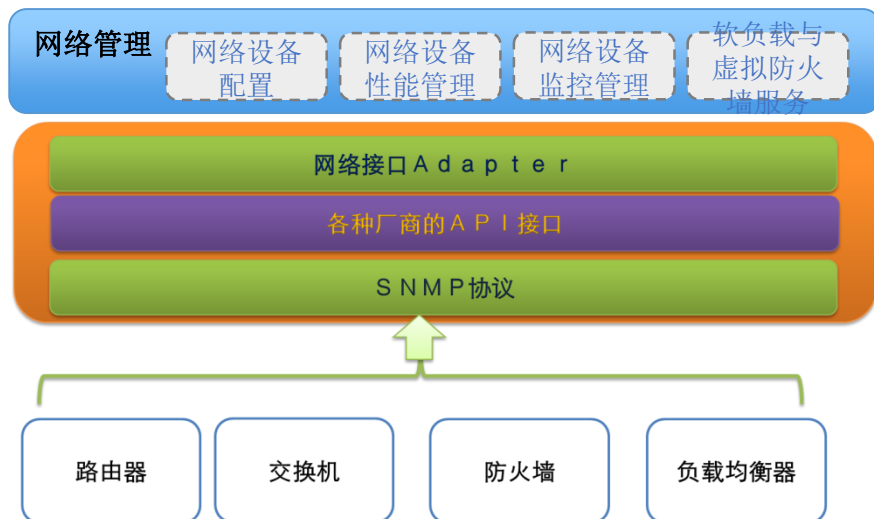 网络管理
网络设备
配置
网络设备
性能管理
网络设备
监控管理
软负载与
虚拟防火
墙服务
网络接口Ａｄａｐｔｅｒ
各种厂商的ＡＰＩ接口
ＳＮＭＰ协议
路由器
交换机
防火墙
负载均衡器